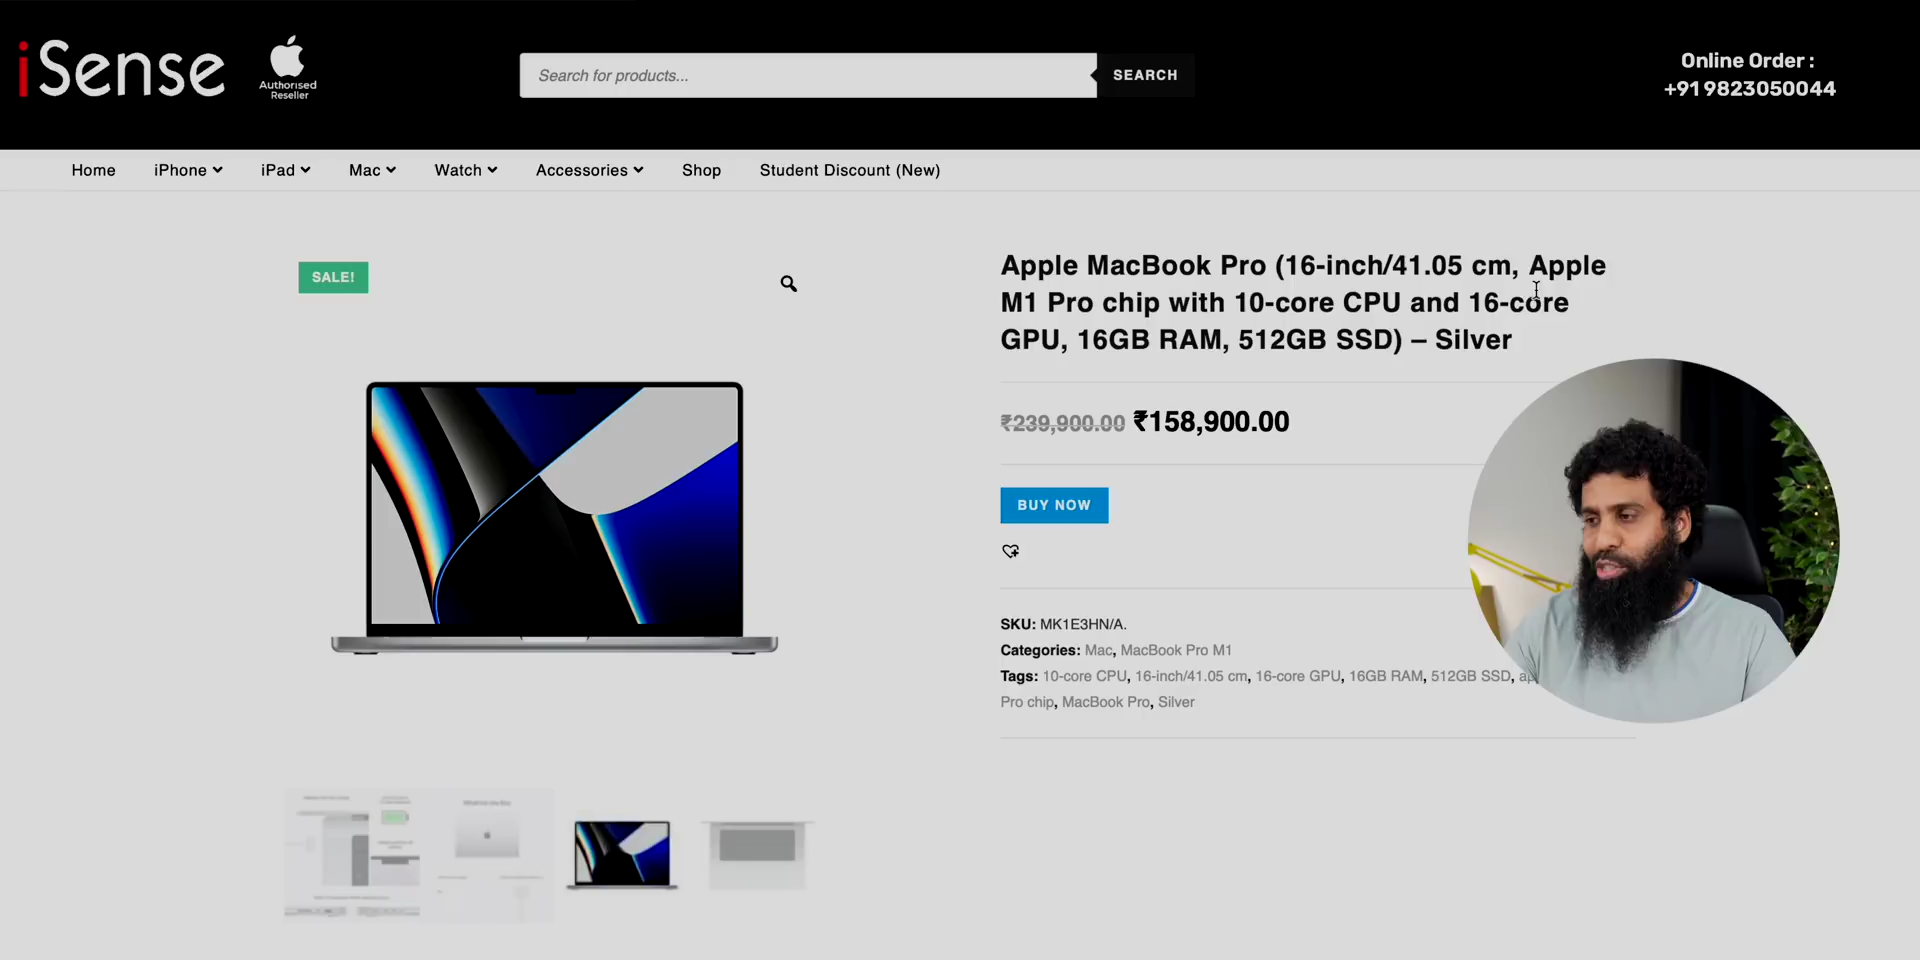 iSense
Authorised
Reseller
Search for products...
SEARCH
Online Order :
+91 9823050044
Home
iPhone
iPad
Mac
Watch
Accessories
Shop
Student Discount (New)
SALE!
Apple MacBook Pro (16-inch/41.05 cm, Apple
M1 Pro chip with 10-core CPU and 16-core
GPU, 16GB RAM, 512GB SSD) – Silver
₹239,900.00 ₹158,900.00
BUY NOW
SKU: MK1E3HN/A.
Categories: Mac, MacBook Pro M1
Tags: 10-core CPU, 16-inch/41.05 cm, 16-core GPU, 16GB RAM, 512GB SSD,
Pro chip, MacBook Pro, Silver